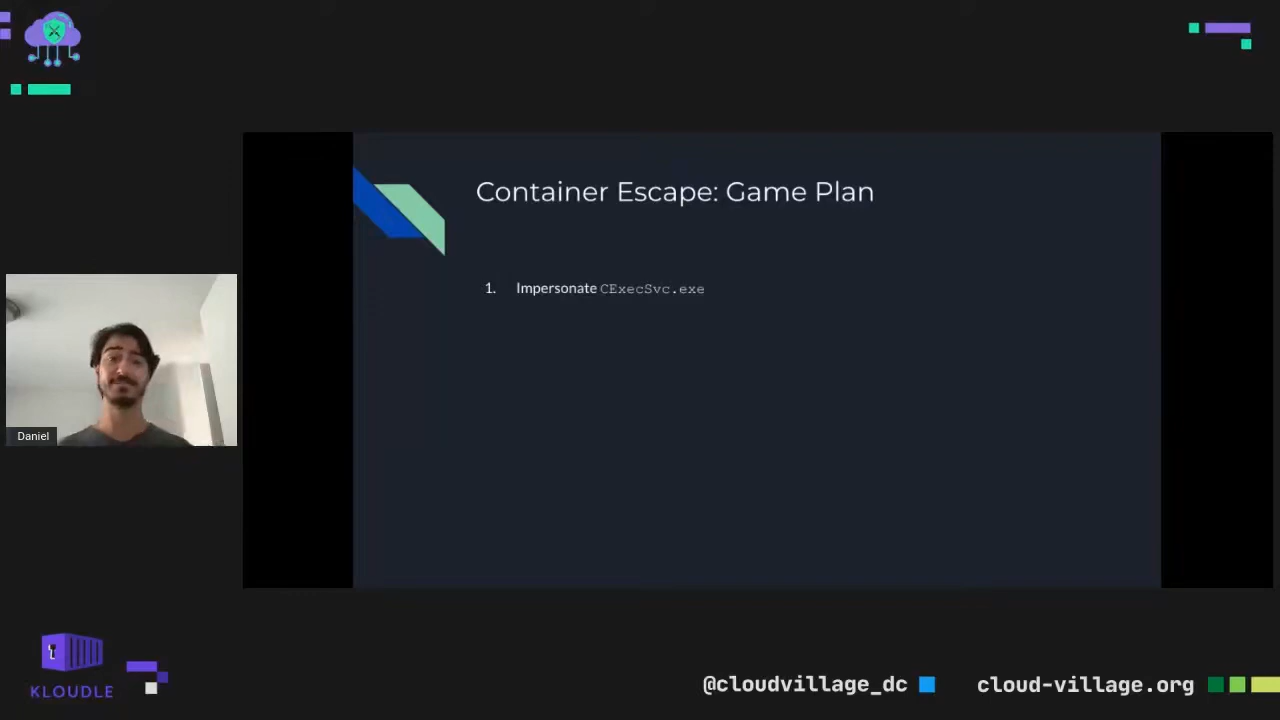 Container Escape: Game Plan
1. Impersonate CExecSvc.exe
Daniel
KLOUDLE
@cloudvillage_dc
cloud-village.org